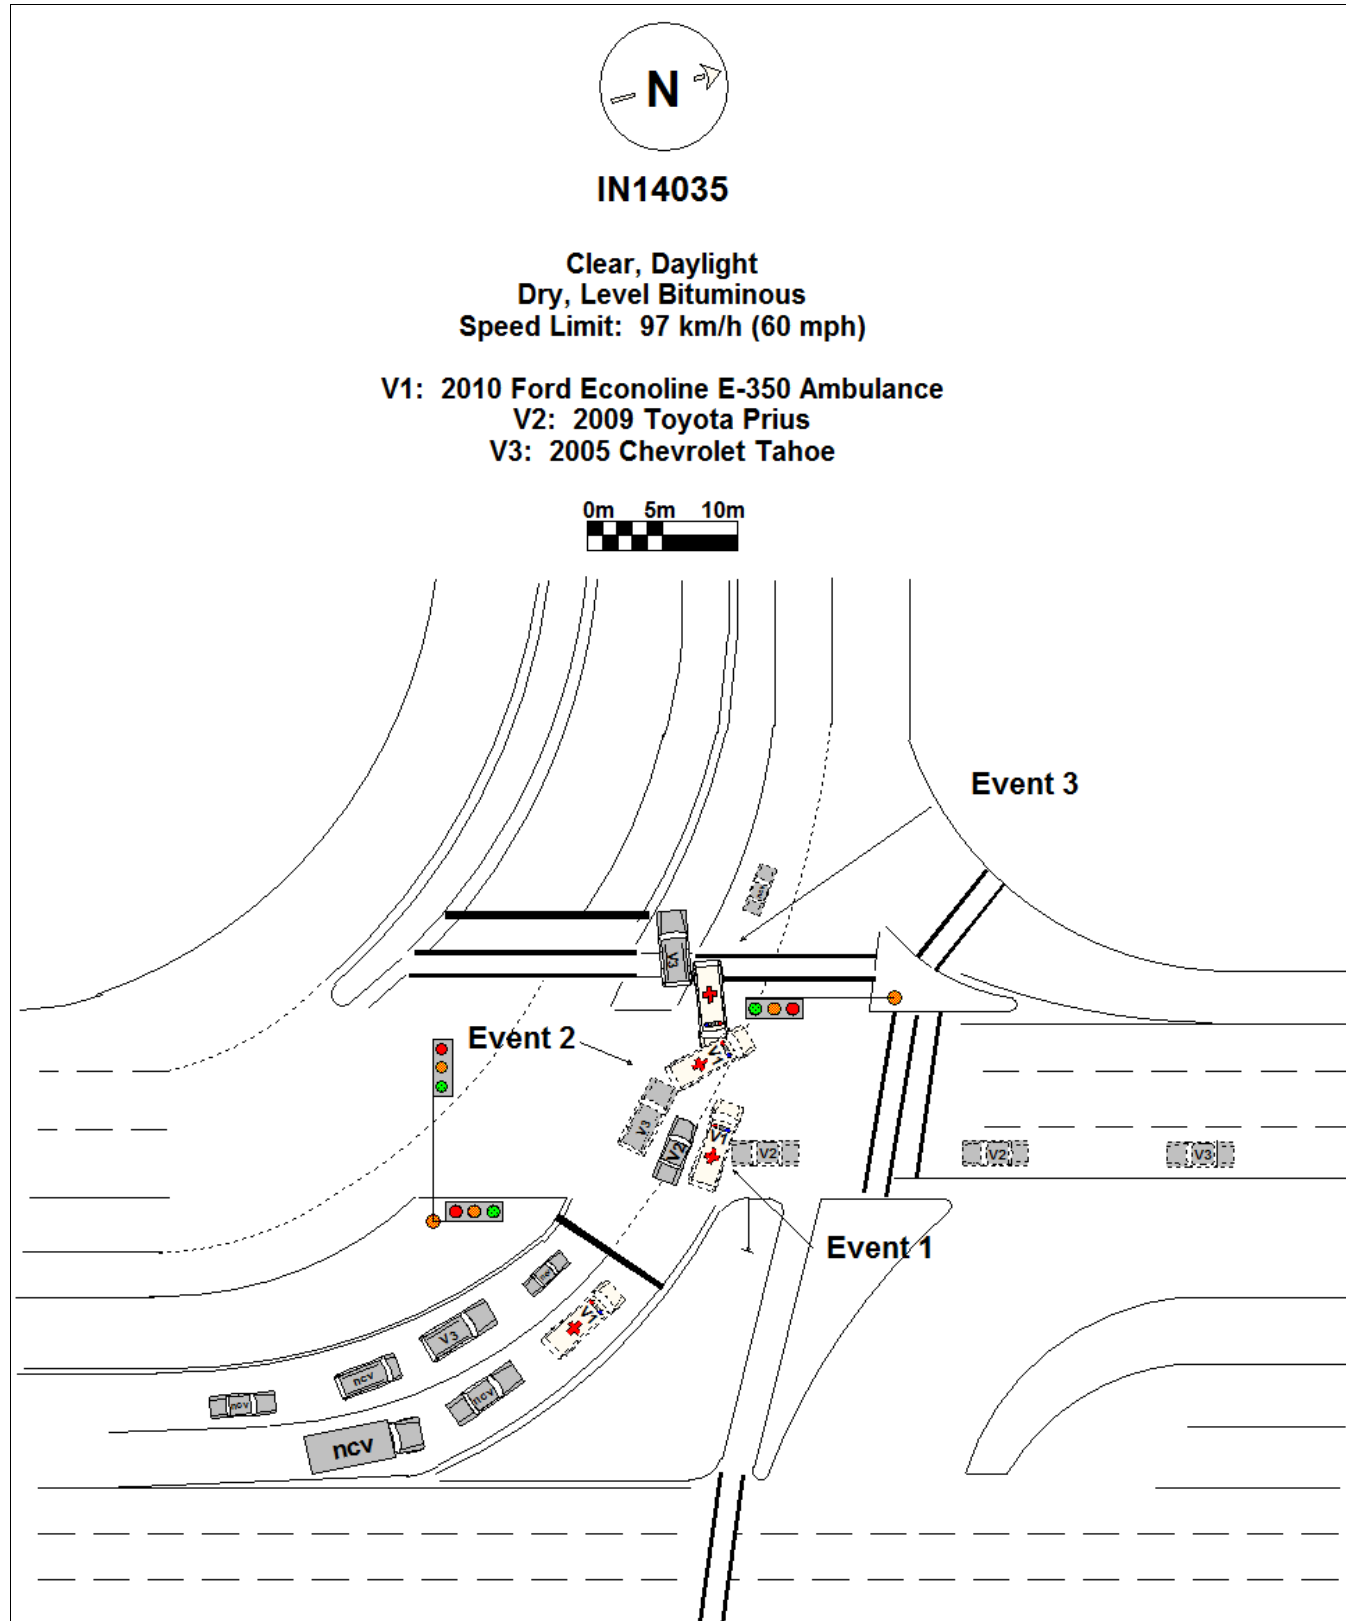 N
IN14035
Clear, Daylight
Dry, Level Bituminous
Speed Limit: 97 km/h (60 mph)
V1: 2010 Ford Econoline E-350 Ambulance
V2: 2009 Toyota Prius
V3: 2005 Chevrolet Tahoe
0m 5m 10m
Event 3
V3
Event 2
V1
V3
V2
V1
V2
V2
V3
Event 1
V1
V3
ncv
ncv
ncv
ncv